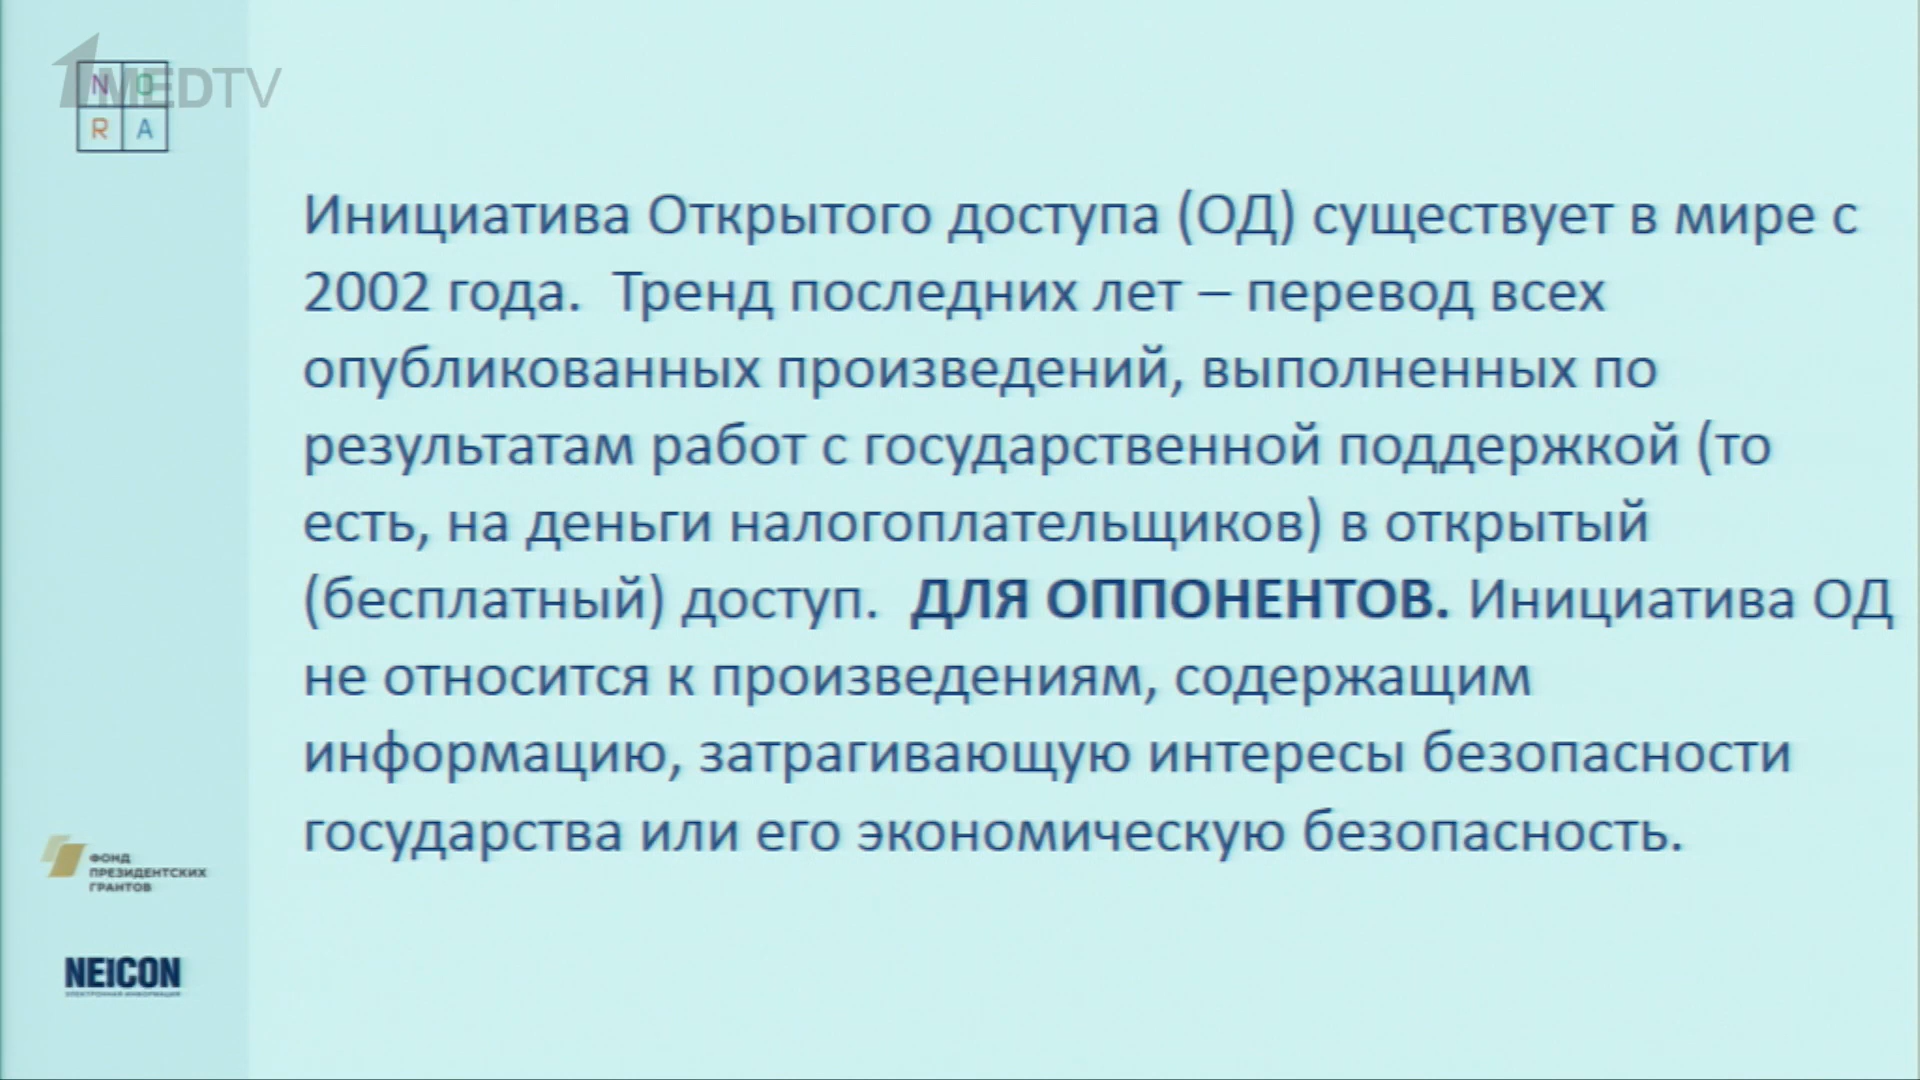 1MEDTV
N O
R A
Инициатива Открытого доступа (ОД) существует в мире с
2002 года. Тренд последних лет – перевод всех
опубликованных произведений, выполненных по
результатам работ с государственной поддержкой (то
есть, на деньги налогоплательщиков) в открытый
(бесплатный) доступ. ДЛЯ ОППОНЕНТОВ. Инициатива ОД
не относится к произведениям, содержащим
информацию, затрагивающую интересы безопасности
государства или его экономическую безопасность.
ФОНД
ПРЕЗИДЕНТСКИХ
ГРАНТОВ
NEICON
ЭЛЕКТРОННАЯ ИНФОРМАЦИЯ